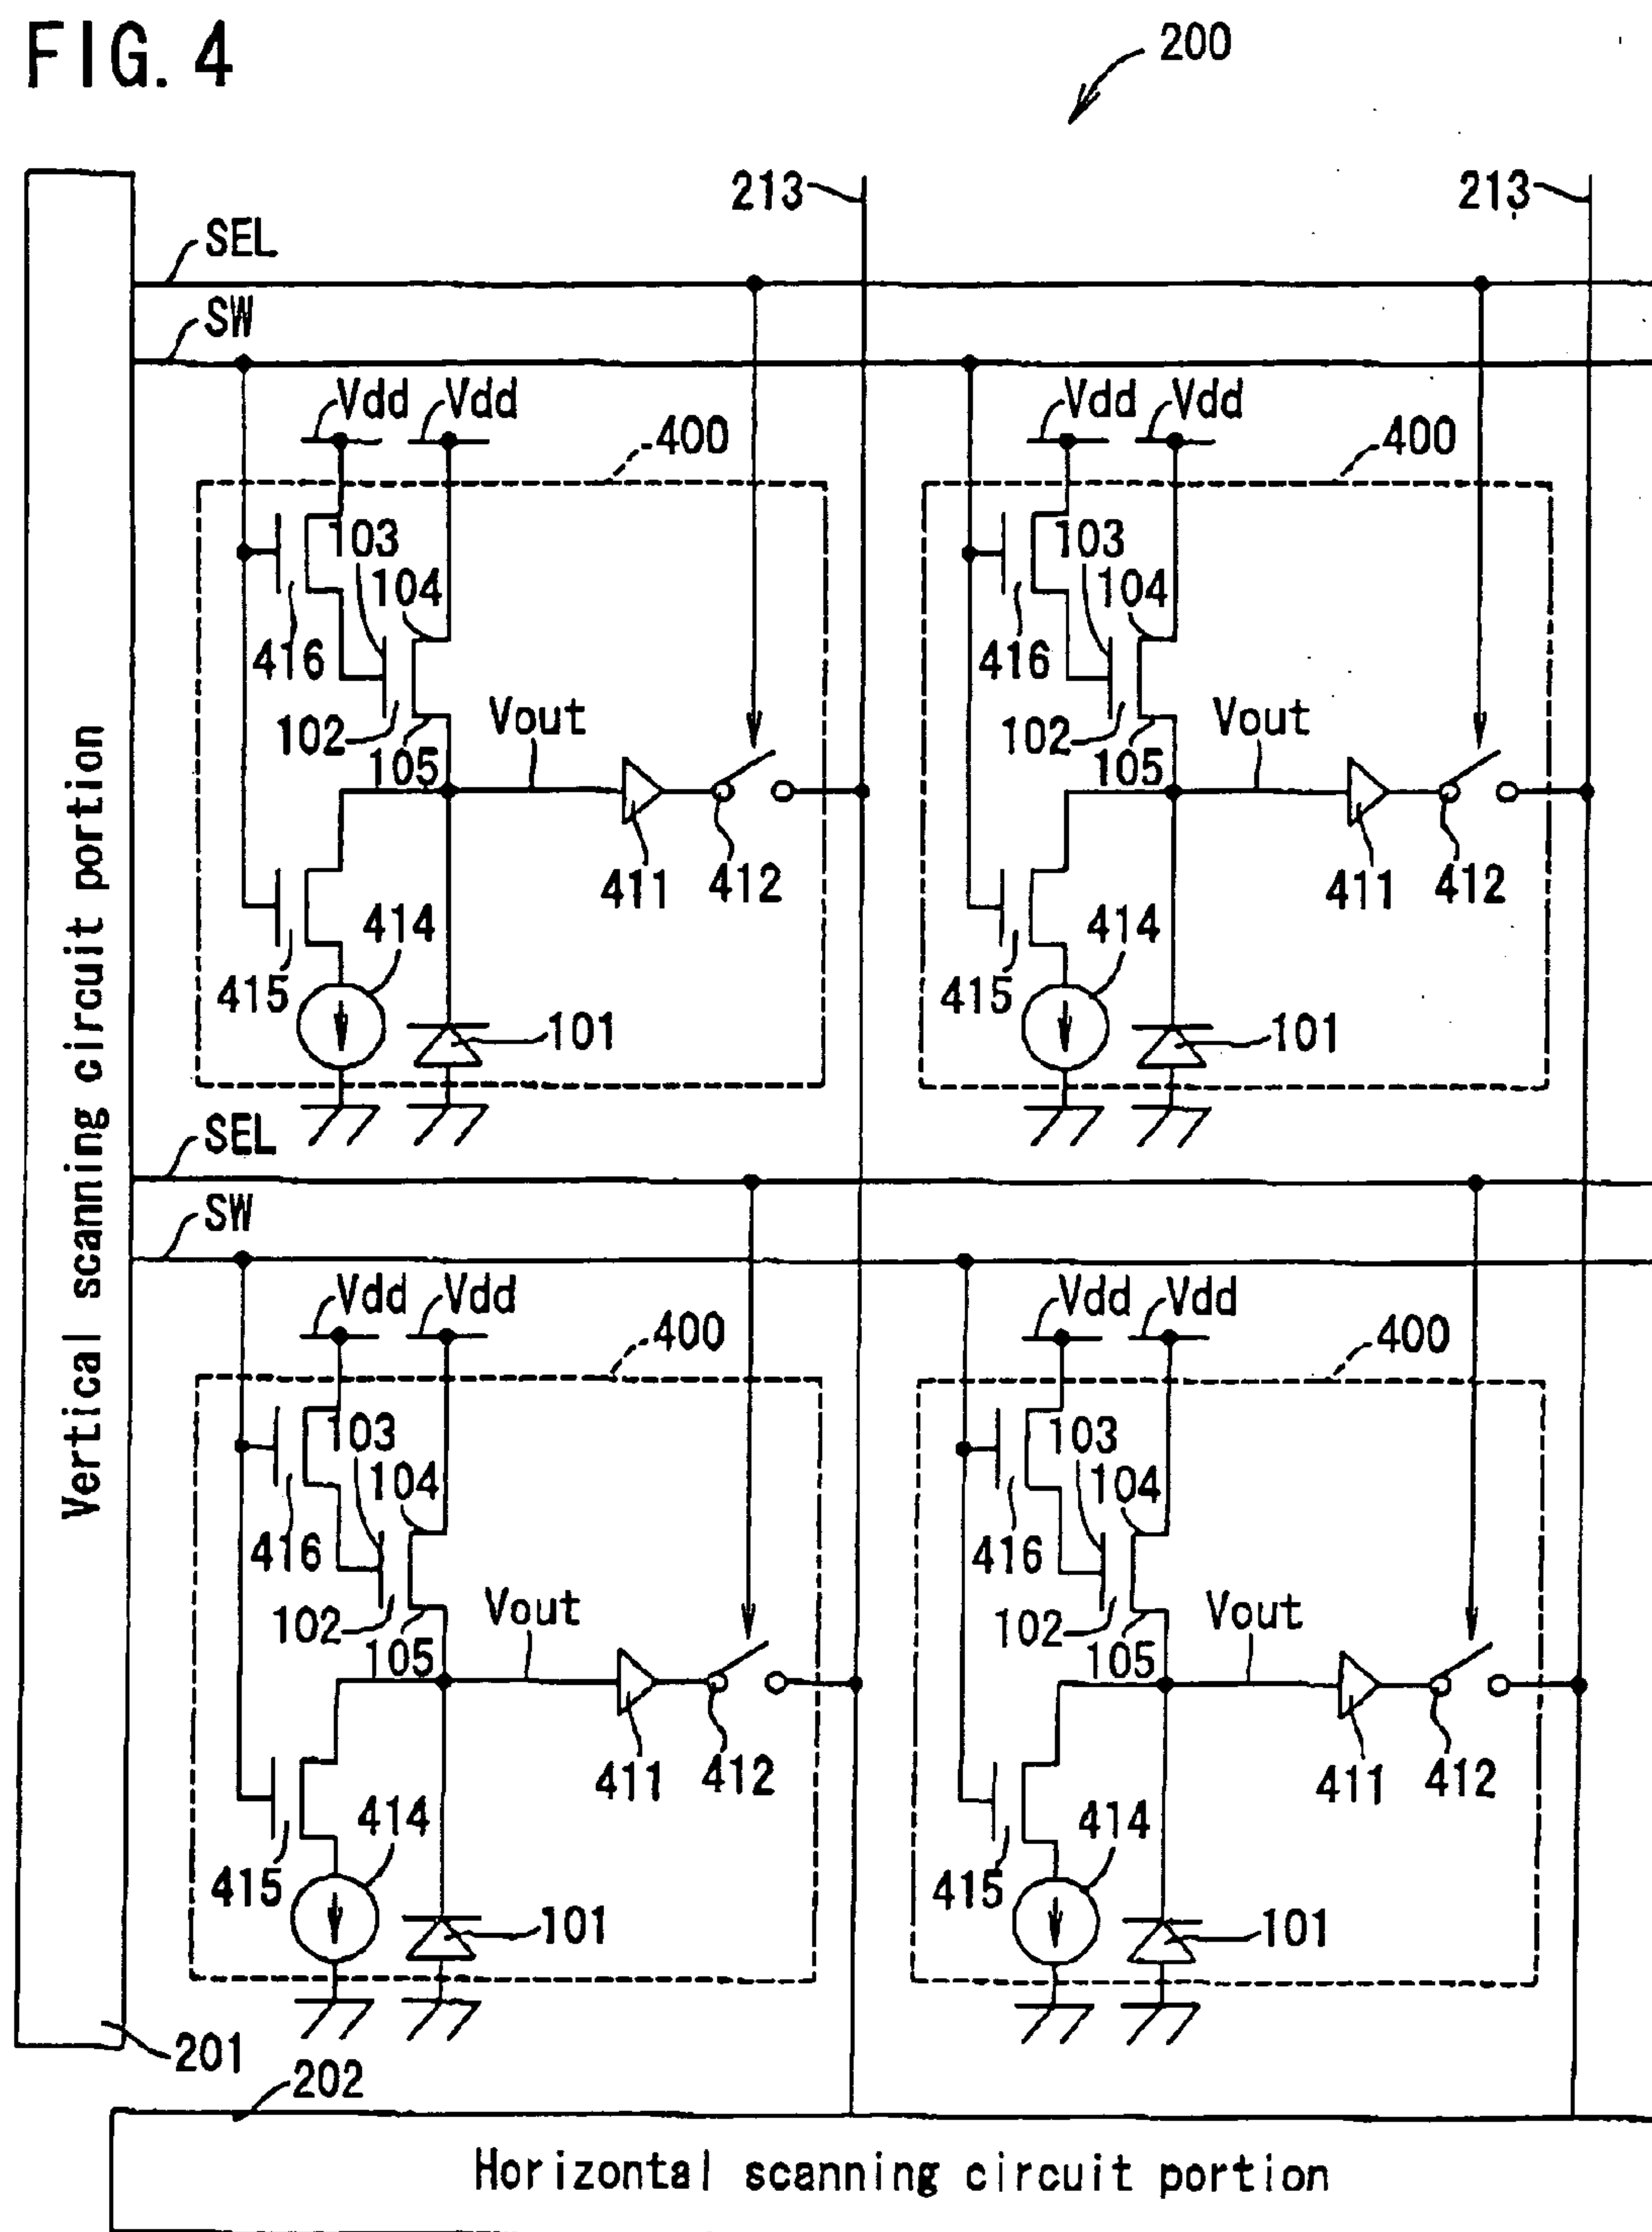 FIG. 4
200
213 213
SEL
SW
Vdd Vdd Vdd Vdd
400 400
103 103
104 104
416 416
102 Vout 102 Vout
105 105
411 412 411 412
414 414
415 415
101 101
SEL
SW
Vdd Vdd Vdd Vdd
400 400
103 103
104 104
416 416
102 Vout 102 Vout
105 105
411 412 411 412
414 414
415 415
101 101
Vertical scanning circuit portion
201
202
Horizontal scanning circuit portion